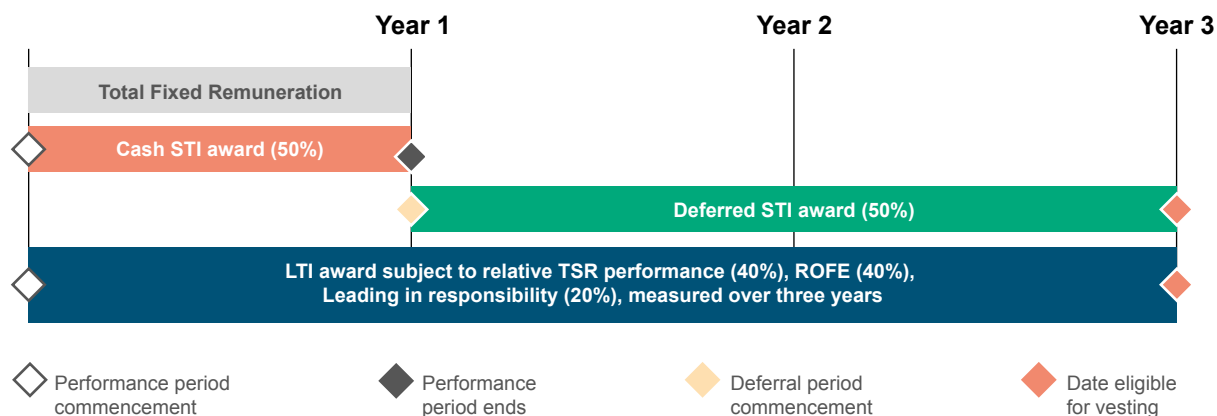 Year 1
Year 2
Year 3
Total Fixed Remuneration
Cash STI award (50%)
Deferred STI award (50%)
LTI award subject to relative TSR performance (40%), ROFE (40%),
Leading in responsibility (20%), measured over three years
Performance period
commencement
Performance
period ends
Deferral period
commencement
Date eligible
for vesting